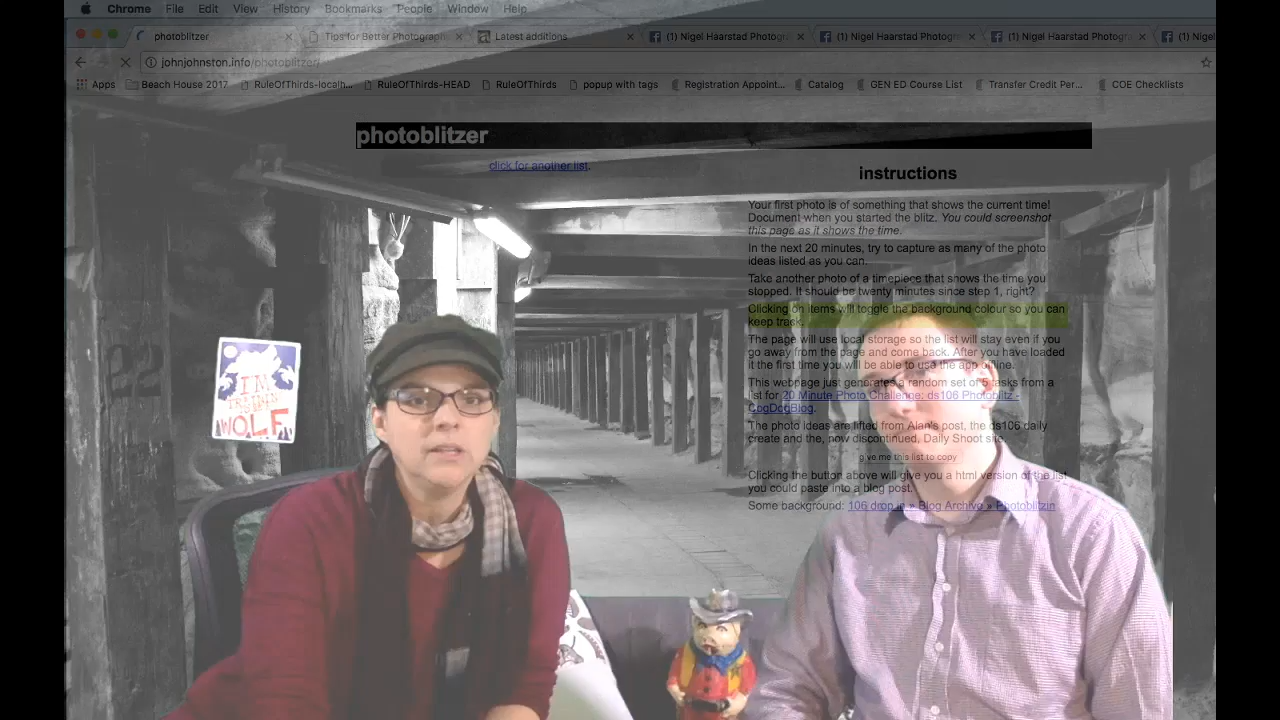 Chrome File Edit View History Bookmarks People Window Help
photoblitzer Tips for Better Photograph Latest additions (1) Nigel Haarstad Photogra (1) Nigel Haarstad Photogra (1) Nigel Haarstad Photogra (1) Nigel
johnjohnston.info/photoblitzer/
Apps Beach House 2017 RuleOfThirds-localh... RuleOfThirds-HEAD RuleOfThirds popup with tags Registration Appoint... Catalog GEN ED Course List Transfer Credit Per... COE Checklists
photoblitzer
click for another list.
instructions
Your first photo is of something that shows the current time!
Document when you started the blitz. You could screenshot
this page as it shows the time.
In the next 20 minutes, try to capture as many of the photo
ideas listed as you can.
Take another photo of a timepiece that shows the time you
stopped. It should be twenty minutes since step 1, right?
Clicking on items will toggle the background colour so you can
keep track.
The page will use local storage so the list will stay even if you
go away from the page and come back. After you have loaded
it the first time you will be able to use the app offline.
This webpage just generates a random set of 5 tasks from a
list for 20 Minute Photo Challenge: ds106 Photoblitz -
CogDogBlog.
The photo ideas are lifted from Alan's post, the ds106 daily
create and the, now discontinued, Daily Shoot site.
give me this list to copy
Clicking the button above will give you a html version of the list
you could paste into a blog post.
Some background: 106 drop in » Blog Archive » Photoblitzin
22
I'M
WOLF